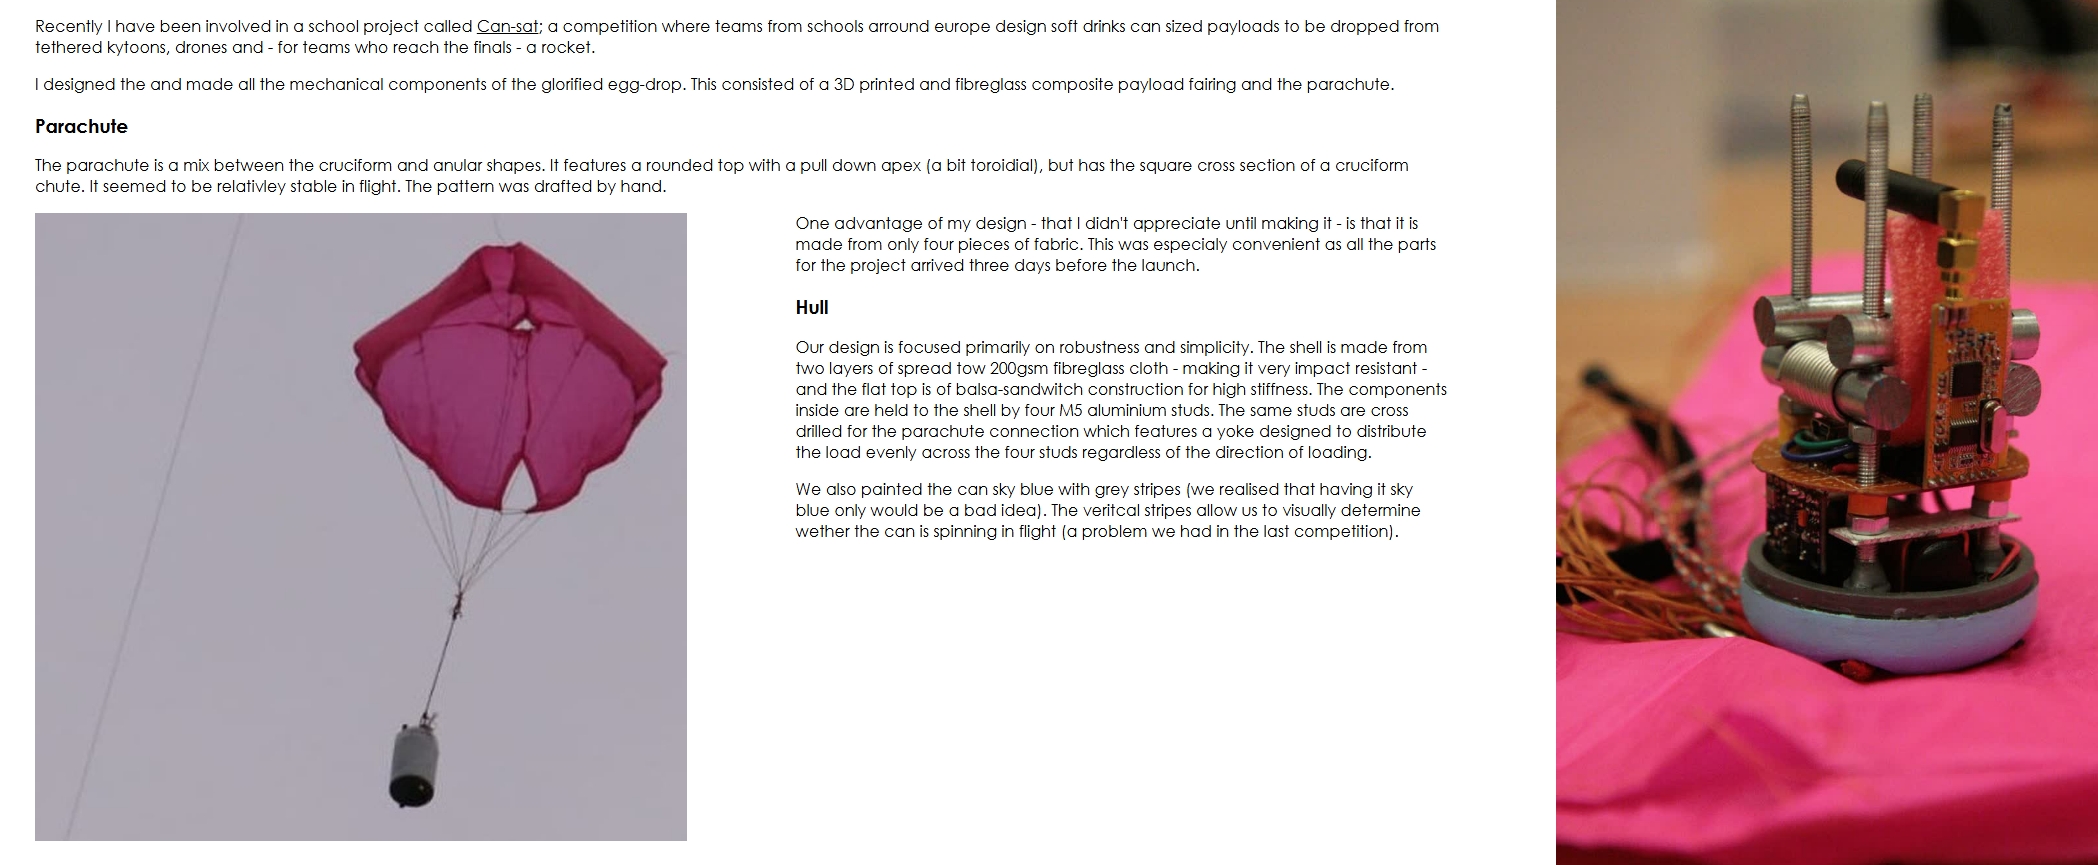 Recently I have been involved in a school project called Can-sat; a competition where teams from schools arround europe design soft drinks can sized payloads to be dropped from
tethered kytoons, drones and - for teams who reach the finals - a rocket.
I designed the and made all the mechanical components of the glorified egg-drop. This consisted of a 3D printed and fibreglass composite payload fairing and the parachute.
Parachute
The parachute is a mix between the cruciform and anular shapes. It features a rounded top with a pull down apex (a bit toroidial), but has the square cross section of a cruciform
chute. It seemed to be relativley stable in flight. The pattern was drafted by hand.
One advantage of my design - that I didn't appreciate until making it - is that it is
made from only four pieces of fabric. This was especialy convenient as all the parts
for the project arrived three days before the launch.
Hull
Our design is focused primarily on robustness and simplicity. The shell is made from
two layers of spread tow 200gsm fibreglass cloth - making it very impact resistant -
and the flat top is of balsa-sandwitch construction for high stiffness. The components
inside are held to the shell by four M5 aluminium studs. The same studs are cross
drilled for the parachute connection which features a yoke designed to distribute
the load evenly across the four studs regardless of the direction of loading.
We also painted the can sky blue with grey stripes (we realised that having it sky
blue only would be a bad idea). The veritcal stripes allow us to visually determine
wether the can is spinning in flight (a problem we had in the last competition).